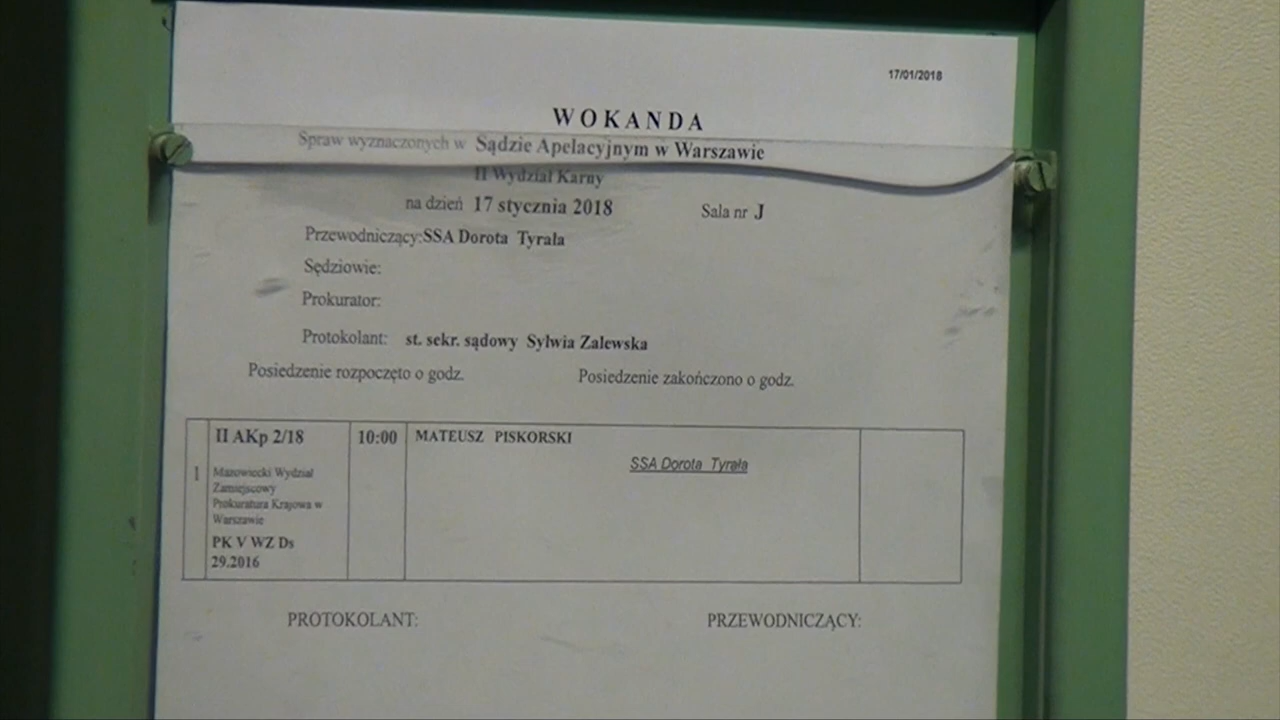 17/01/2018
WOKANDA
Spraw wyznaczonych w Sądzie Apelacyjnym w Warszawie
II Wydział Karny
na dzień 17 stycznia 2018 Sala nr J
Przewodniczący:SSA Dorota Tyrała
Sędziowie:
Prokurator:
Protokolant: st. sekr. sądowy Sylwia Zalewska
Posiedzenie rozpoczęto o godz. Posiedzenie zakończono o godz.
1 II AKp 2/18 10:00 MATEUSZ PISKORSKI
SSA Dorota Tyrała
Mazowiecki Wydział
Zamiejscowy
Prokuratura Krajowa w
Warszawie
PK V WZ Ds
29.2016
PROTOKOLANT: PRZEWODNICZĄCY: